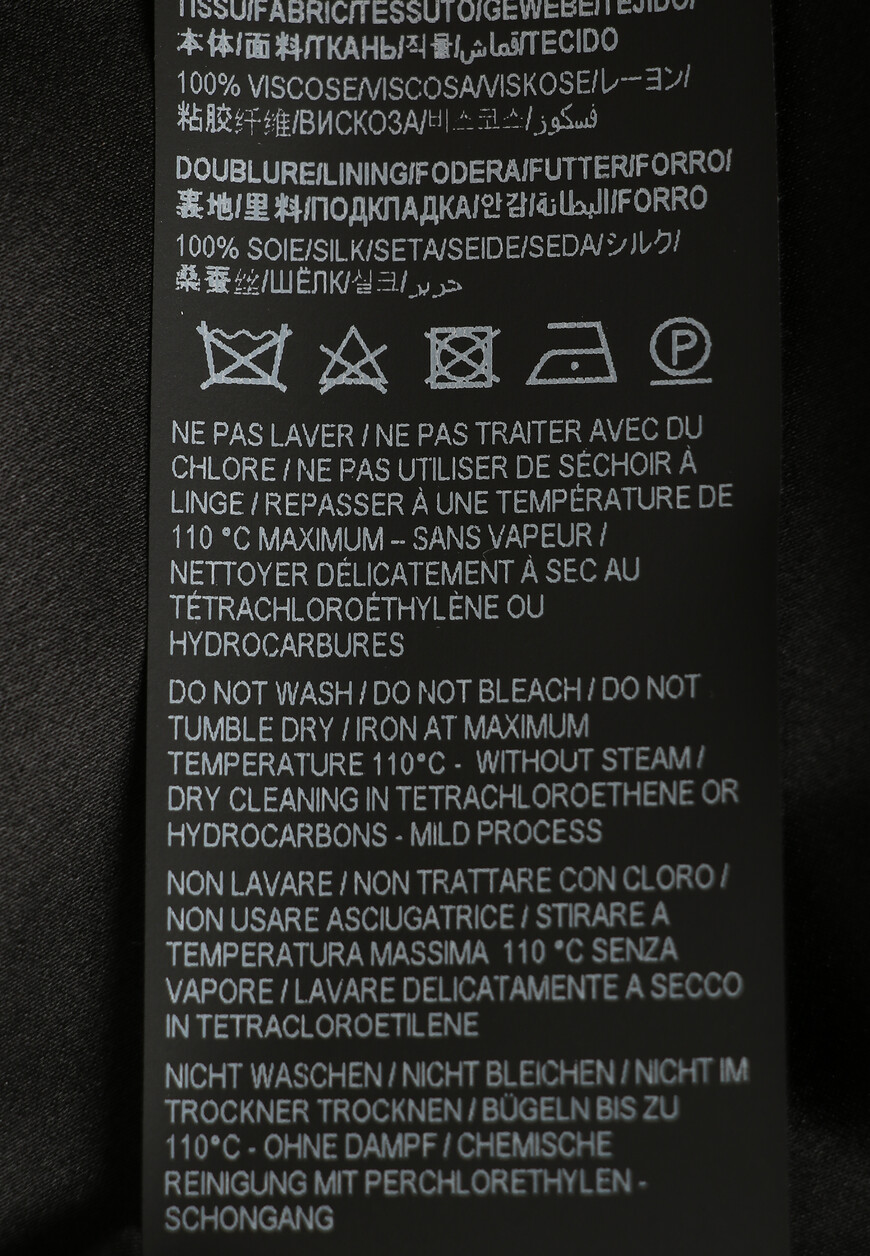 TISSU/FABRIC/TESSUTO/GEWEBE/TEJIDO/
本体/面料/ТКАНЬ/직물/قماش/TECIDO
100% VISCOSE/VISCOSA/VISKOSE/レーヨン/
粘胶纤维/ВИСКОЗА/비스코스/فسكوز
DOUBLURE/LINING/FODERA/FUTTER/FORRO/
裏地/里料/ПОДКПАДКА/안감/البطانة/FORRO
100% SOIE/SILK/SETA/SEIDE/SEDA/シルク/
桑蚕丝/ШЁЛК/실크/حرير
P
NE PAS LAVER / NE PAS TRAITER AVEC DU
CHLORE / NE PAS UTILISER DE SÉCHOIR À
LINGE / REPASSER À UNE TEMPÉRATURE DE
110 °C MAXIMUM – SANS VAPEUR /
NETTOYER DÉLICATEMENT À SEC AU
TÉTRACHLOROÉTHYLÈNE OU
HYDROCARBURES
DO NOT WASH / DO NOT BLEACH / DO NOT
TUMBLE DRY / IRON AT MAXIMUM
TEMPERATURE 110°C - WITHOUT STEAM /
DRY CLEANING IN TETRACHLOROETHENE OR
HYDROCARBONS - MILD PROCESS
NON LAVARE / NON TRATTARE CON CLORO /
NON USARE ASCIUGATRICE / STIRARE A
TEMPERATURA MASSIMA 110 °C SENZA
VAPORE / LAVARE DELICATAMENTE A SECCO
IN TETRACLOROETILENE
NICHT WASCHEN / NICHT BLEICHEN / NICHT IM
TROCKNER TROCKNEN / BÜGELN BIS ZU
110°C - OHNE DAMPF / CHEMISCHE
REINIGUNG MIT PERCHLORETHYLEN -
SCHONGANG